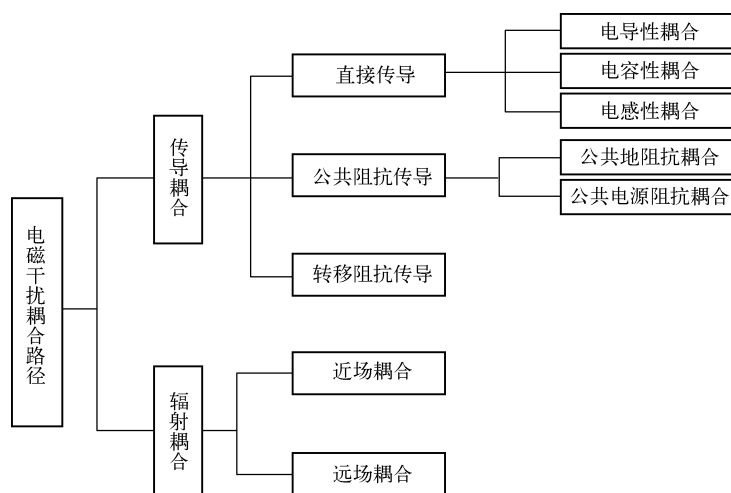 电磁干扰耦合路径
传导耦合
直接传导
电导性耦合
电容性耦合
电感性耦合
公共阻抗传导
公共地阻抗耦合
公共电源阻抗耦合
转移阻抗传导
辐射耦合
近场耦合
远场耦合